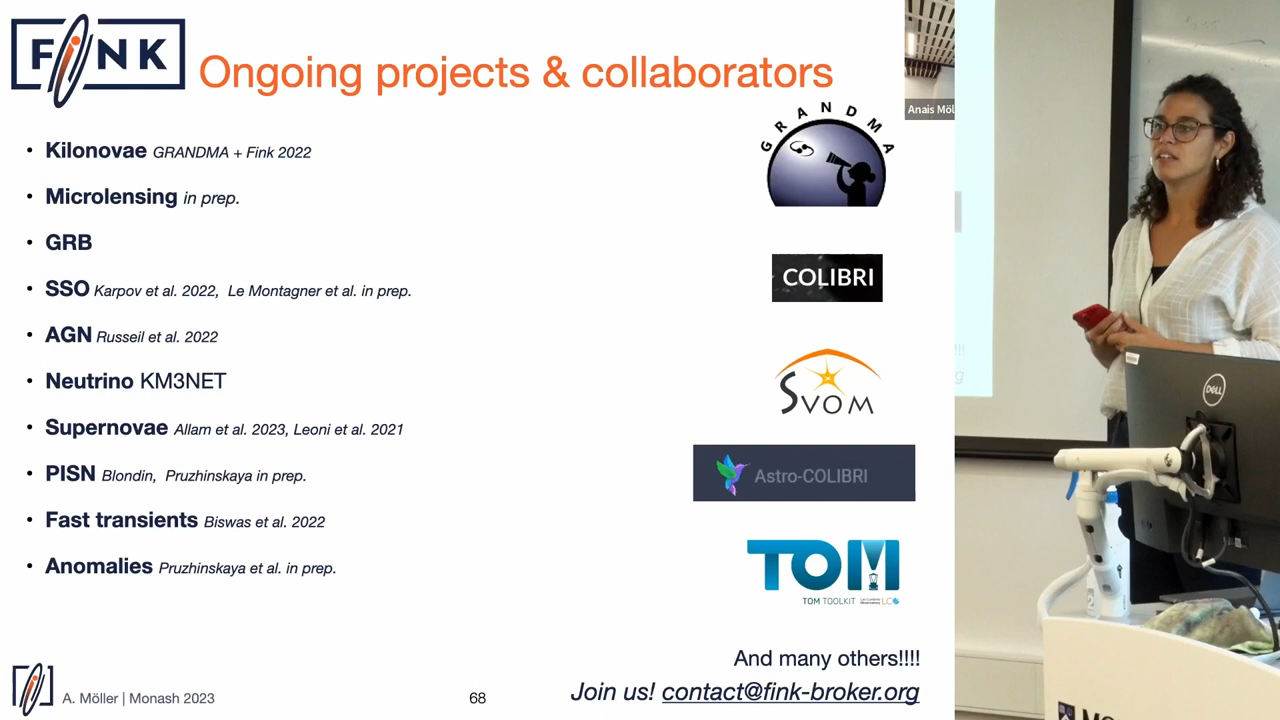 FINK
Ongoing projects & collaborators
Anais Möl
GRANDMA
• Kilonovae GRANDMA + Fink 2022
• Microlensing in prep.
• GRB
• SSO Karpov et al. 2022, Le Montagner et al. in prep.
• AGN Russeil et al. 2022
• Neutrino KM3NET
• Supernovae Allam et al. 2023, Leoni et al. 2021
• PISN Blondin, Pruzhinskaya in prep.
• Fast transients Biswas et al. 2022
• Anomalies Pruzhinskaya et al. in prep.
COLIBRI
SVOM
Astro-COLIBRI
TOM
TOM TOOLKIT
And many others!!!!
Join us! contact@fink-broker.org
A. Möller | Monash 2023
68
DELL